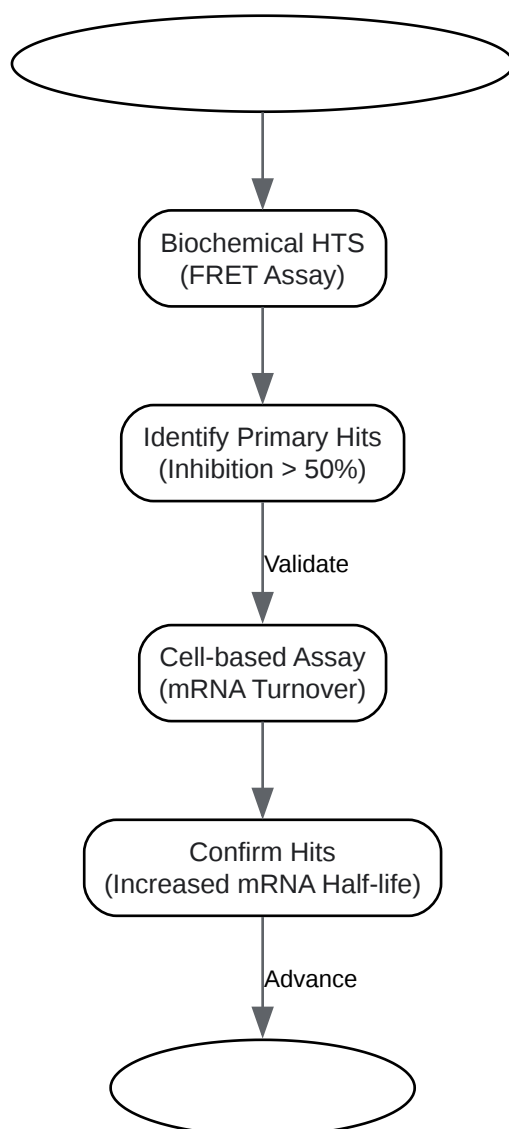 Biochemical HTS
(FRET Assay)
Identify Primary Hits
(Inhibition > 50%)
Validate
Cell-based Assay
(mRNA Turnover)
Confirm Hits
(Increased mRNA Half-life)
Advance